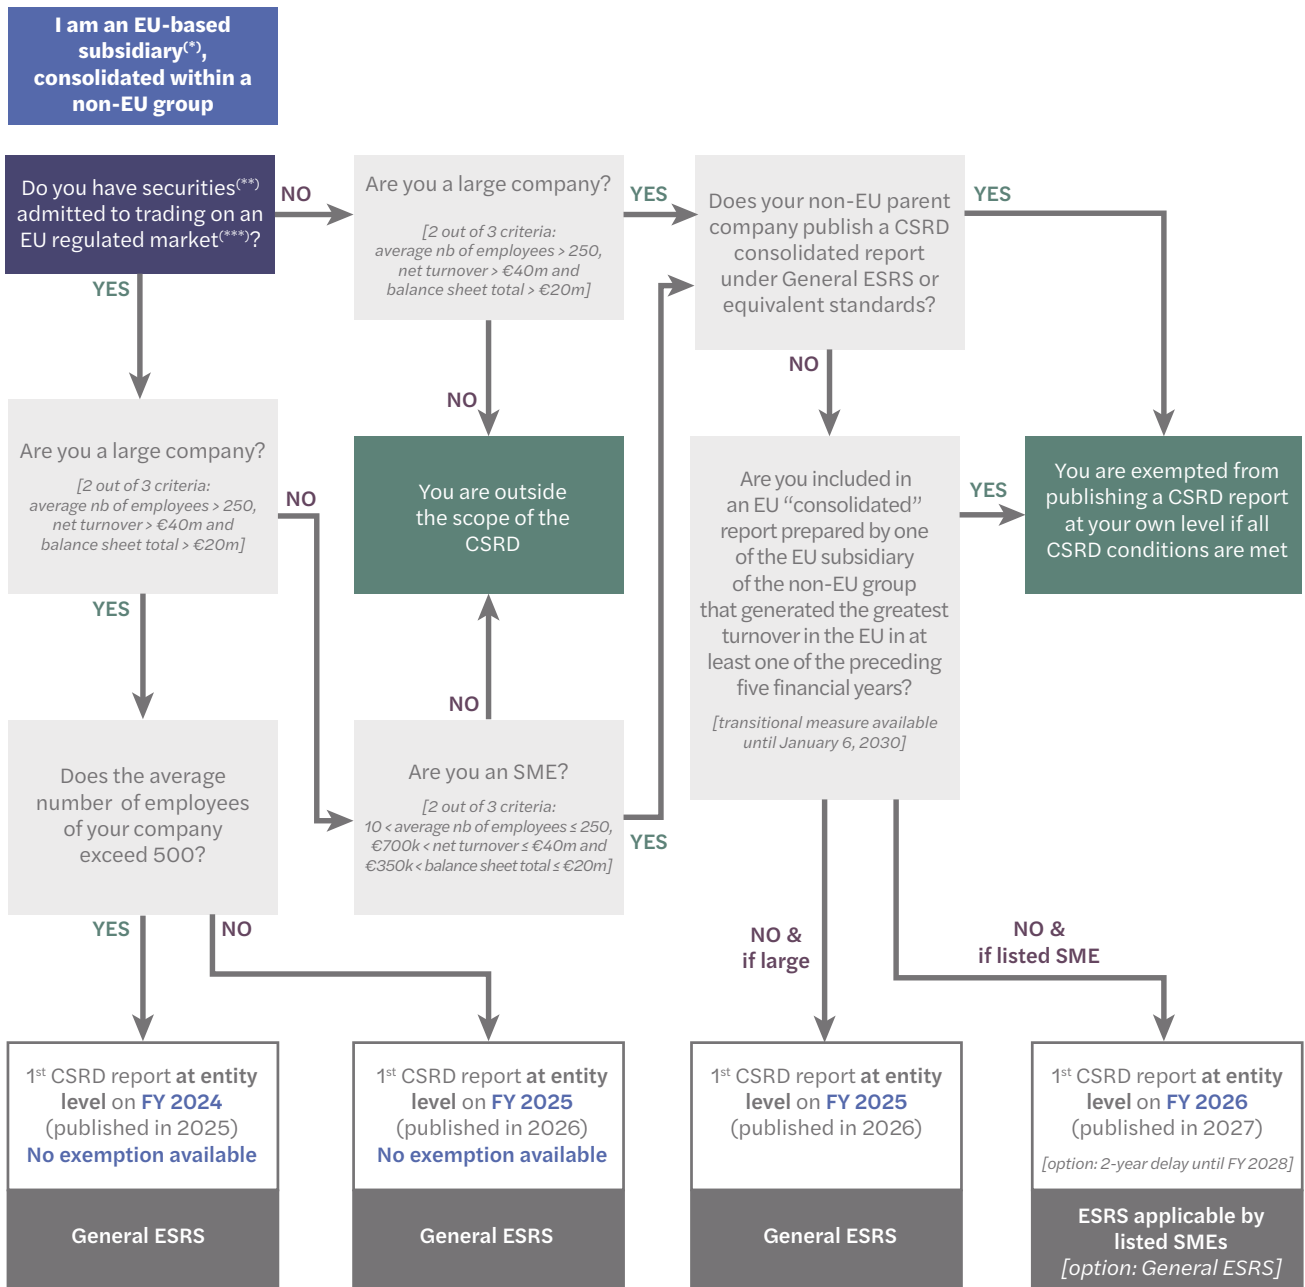 I am an EU-based
subsidiary(*),
consolidated within a
non-EU group
Do you have securities(**)
admitted to trading on an
EU regulated market(***)?
NO
YES
Are you a large company?
[2 out of 3 criteria:
average nb of employees > 250,
net turnover > €40m and
balance sheet total > €20m]
YES
NO
Does your non-EU parent
company publish a CSRD
consolidated report
under General ESRS or
equivalent standards?
YES
NO
Are you a large company?
[2 out of 3 criteria:
average nb of employees > 250,
net turnover > €40m and
balance sheet total > €20m]
NO
YES
You are outside
the scope of the
CSRD
Are you included in
an EU “consolidated”
report prepared by one
of the EU subsidiary
of the non-EU group
that generated the greatest
turnover in the EU in at
least one of the preceding
five financial years?
[transitional measure available
until January 6, 2030]
YES
You are exempted from
publishing a CSRD report
at your own level if all
CSRD conditions are met
Does the average
number of employees
of your company
exceed 500?
YES
NO
NO
Are you an SME?
[2 out of 3 criteria:
10 < average nb of employees ≤ 250,
€700k < net turnover ≤ €40m and
€350k < balance sheet total ≤ €20m]
YES
NO &
if large
NO &
if listed SME
1st CSRD report at entity
level on FY 2024
(published in 2025)
No exemption available
General ESRS
1st CSRD report at entity
level on FY 2025
(published in 2026)
No exemption available
General ESRS
1st CSRD report at entity
level on FY 2025
(published in 2026)
General ESRS
1st CSRD report at entity
level on FY 2026
(published in 2027)
[option: 2-year delay until FY 2028]
ESRS applicable by
listed SMEs
[option: General ESRS]